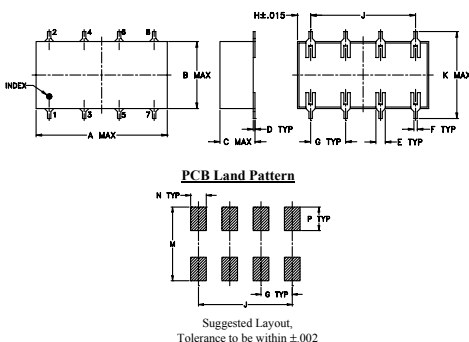 H±.015
J
2 4 6 8
B MAX
K MAX
INDEX
1 3 5 7
A MAX
C MAX
D TYP
G TYP
E TYP
F TYP
PCB Land Pattern
N TYP
P TYP
M
G TYP
J
Suggested Layout,
Tolerance to be within ±.002